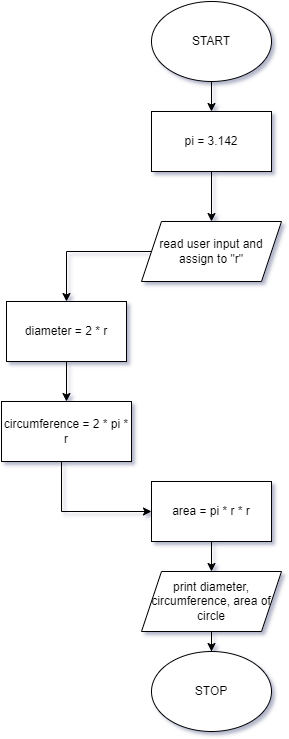 START
pi = 3.142
read user input and
assign to "r"
diameter = 2 * r
circumference = 2 * pi *
r
area = pi * r * r
print diameter,
circumference, area of
circle
STOP